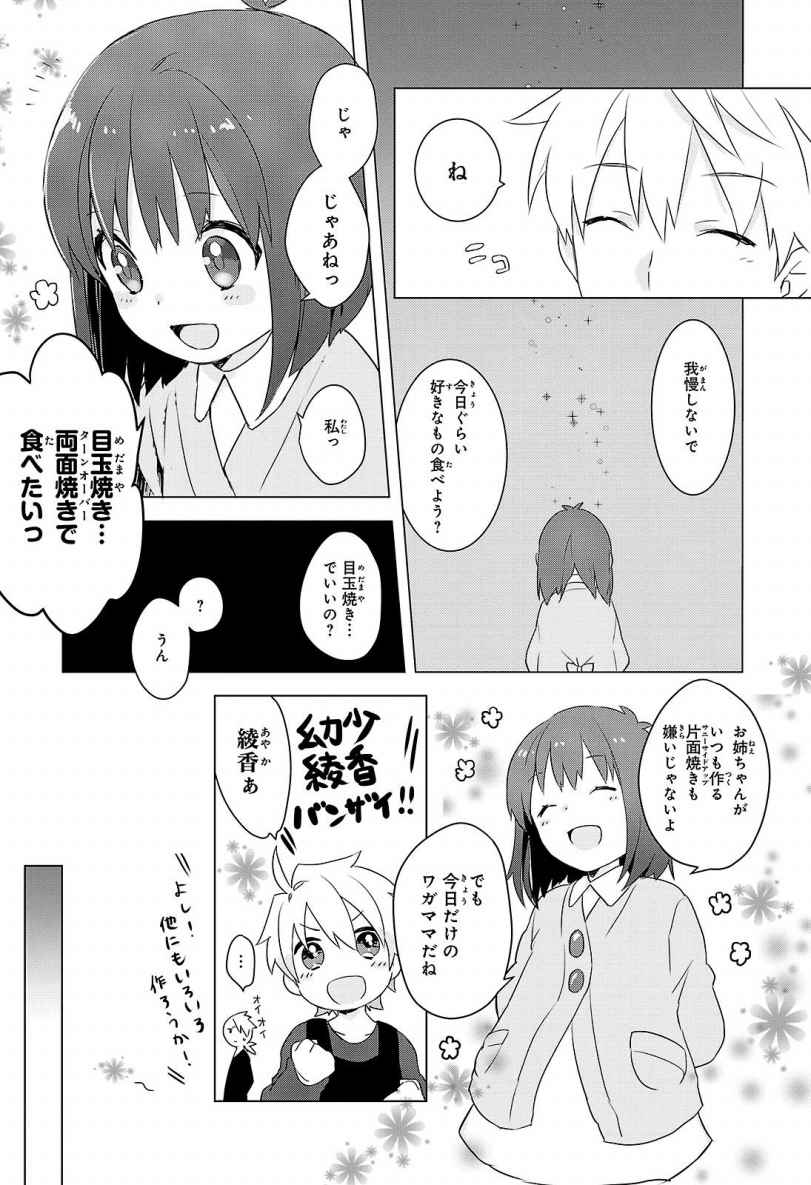 ね
ニコ
我慢しないで
今日ぐらい
好きなもの食べよう？
じゃ
じゃあねっ
私っ
目玉焼き…
両面焼きで
食べたいっ
目玉焼き…
でいいの？
？
うん
お姉ちゃんが
いつも作る
片面焼きも
嫌いじゃないよ
でも
今日だけの
ワガママだね
幼少
綾香
バンザイ!!
綾香ぁ
…
オイオイ
よし！
他にもいろいろ
作ろうか！